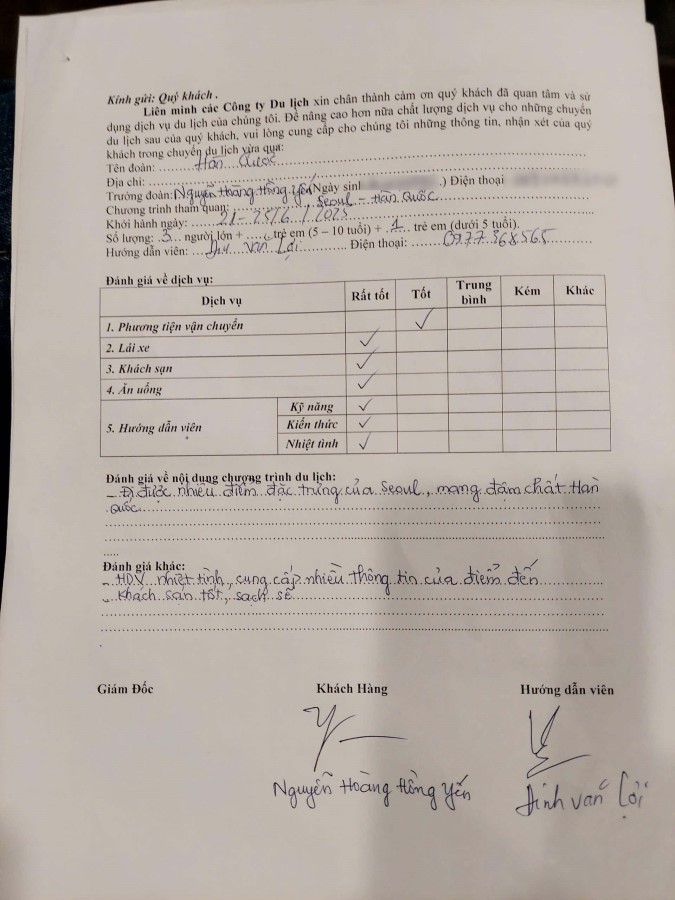 Kính gửi: Quý khách .
Liên minh các Công ty Du lịch xin chân thành cảm ơn quý khách đã quan tâm và sử
dụng dịch vụ du lịch của chúng tôi. Để nâng cao hơn nữa chất lượng dịch vụ cho những chuyến
du lịch sau của quý khách, vui lòng cung cấp cho chúng tôi những thông tin, nhận xét của quý
khách trong chuyến du lịch vừa qua:
Tên đoàn: Hàn Quốc
Địa chỉ:
Trưởng đoàn: Nguyễn Hoàng Hồng Yến (Ngày sinh .) Điện thoại
Chương trình tham quan: Seoul - Hàn Quốc
Khởi hành ngày: 21 - 25/6 / 2025
Số lượng: 3 người lớn + trẻ em (5 – 10 tuổi) + 1 trẻ em (dưới 5 tuổi).
Hướng dẫn viên: Đinh Văn Lợi Điện thoại: 0977 368 565
Đánh giá về dịch vụ:
Dịch vụ Rất tốt Tốt Trung bình Kém Khác
1. Phương tiện vận chuyển ✓
2. Lái xe ✓
3. Khách sạn ✓
4. Ăn uống ✓
5. Hướng dẫn viên Kỹ năng ✓
Kiến thức ✓
Nhiệt tình ✓
Đánh giá về nội dung chương trình du lịch:
- Đi được nhiều điểm đặc trưng của Seoul, mang đậm chất Hàn
Quốc
Đánh giá khác:
- HDV nhiệt tình, cung cấp nhiều thông tin của điểm đến
- Khách sạn tốt, sạch sẽ
Giám Đốc Khách Hàng Hướng dẫn viên
Nguyễn Hoàng Hồng Yến Đinh Văn Lợi